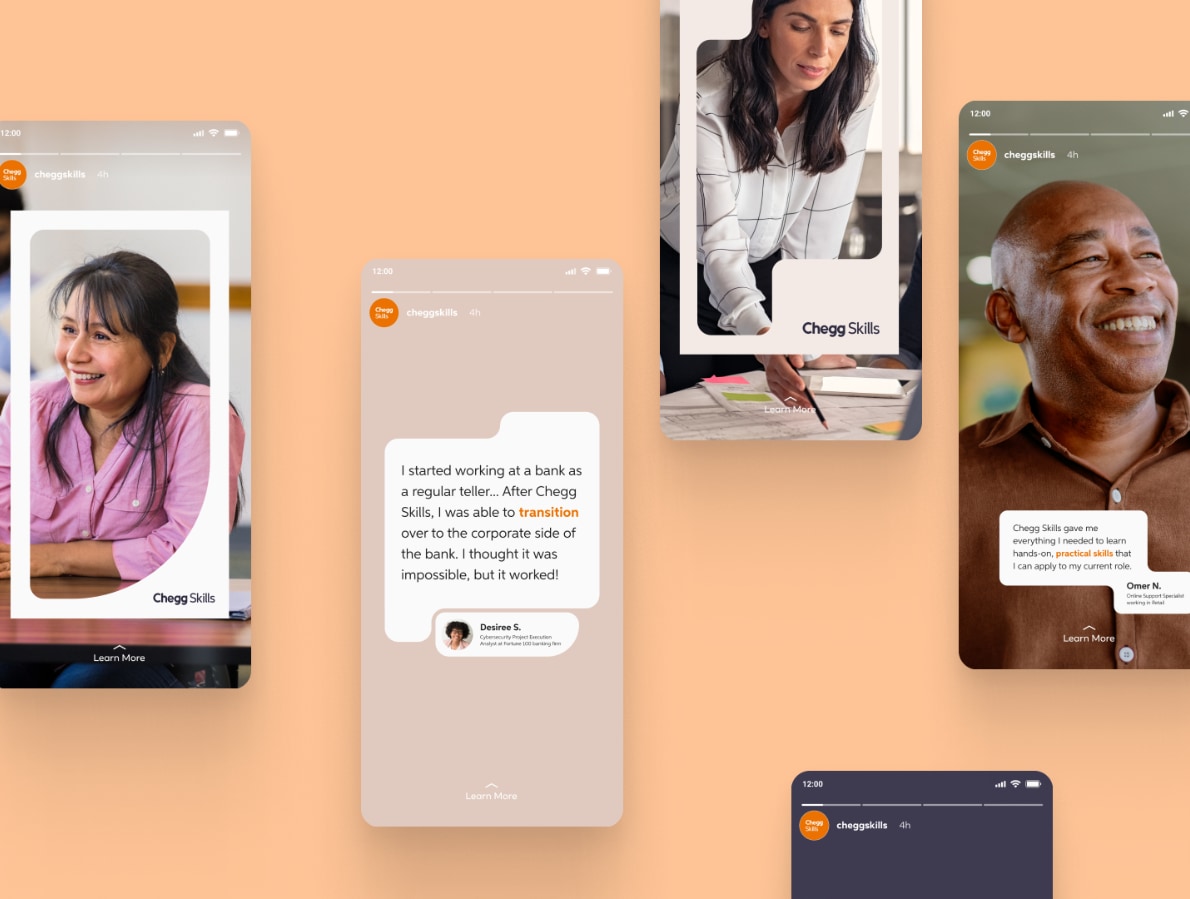 12:00
Chegg
Skills
cheggskills 4h
Chegg Skills
Learn More
12:00
Chegg
Skills
cheggskills 4h
I started working at a bank as
a regular teller... After Chegg
Skills, I was able to transition
over to the corporate side of
the bank. I thought it was
impossible, but it worked!
Desiree S.
Cybersecurity Project Execution
Analyst at Fortune 100 banking firm
Learn More
Chegg Skills
Learn More
12:00
Chegg
Skills
cheggskills 4h
Chegg Skills gave me
everything I needed to learn
hands-on, practical skills that
I can apply to my current role.
Omer N.
Online Support Specialist
working in Retail
Learn More
12:00
Chegg
Skills
cheggskills 4h